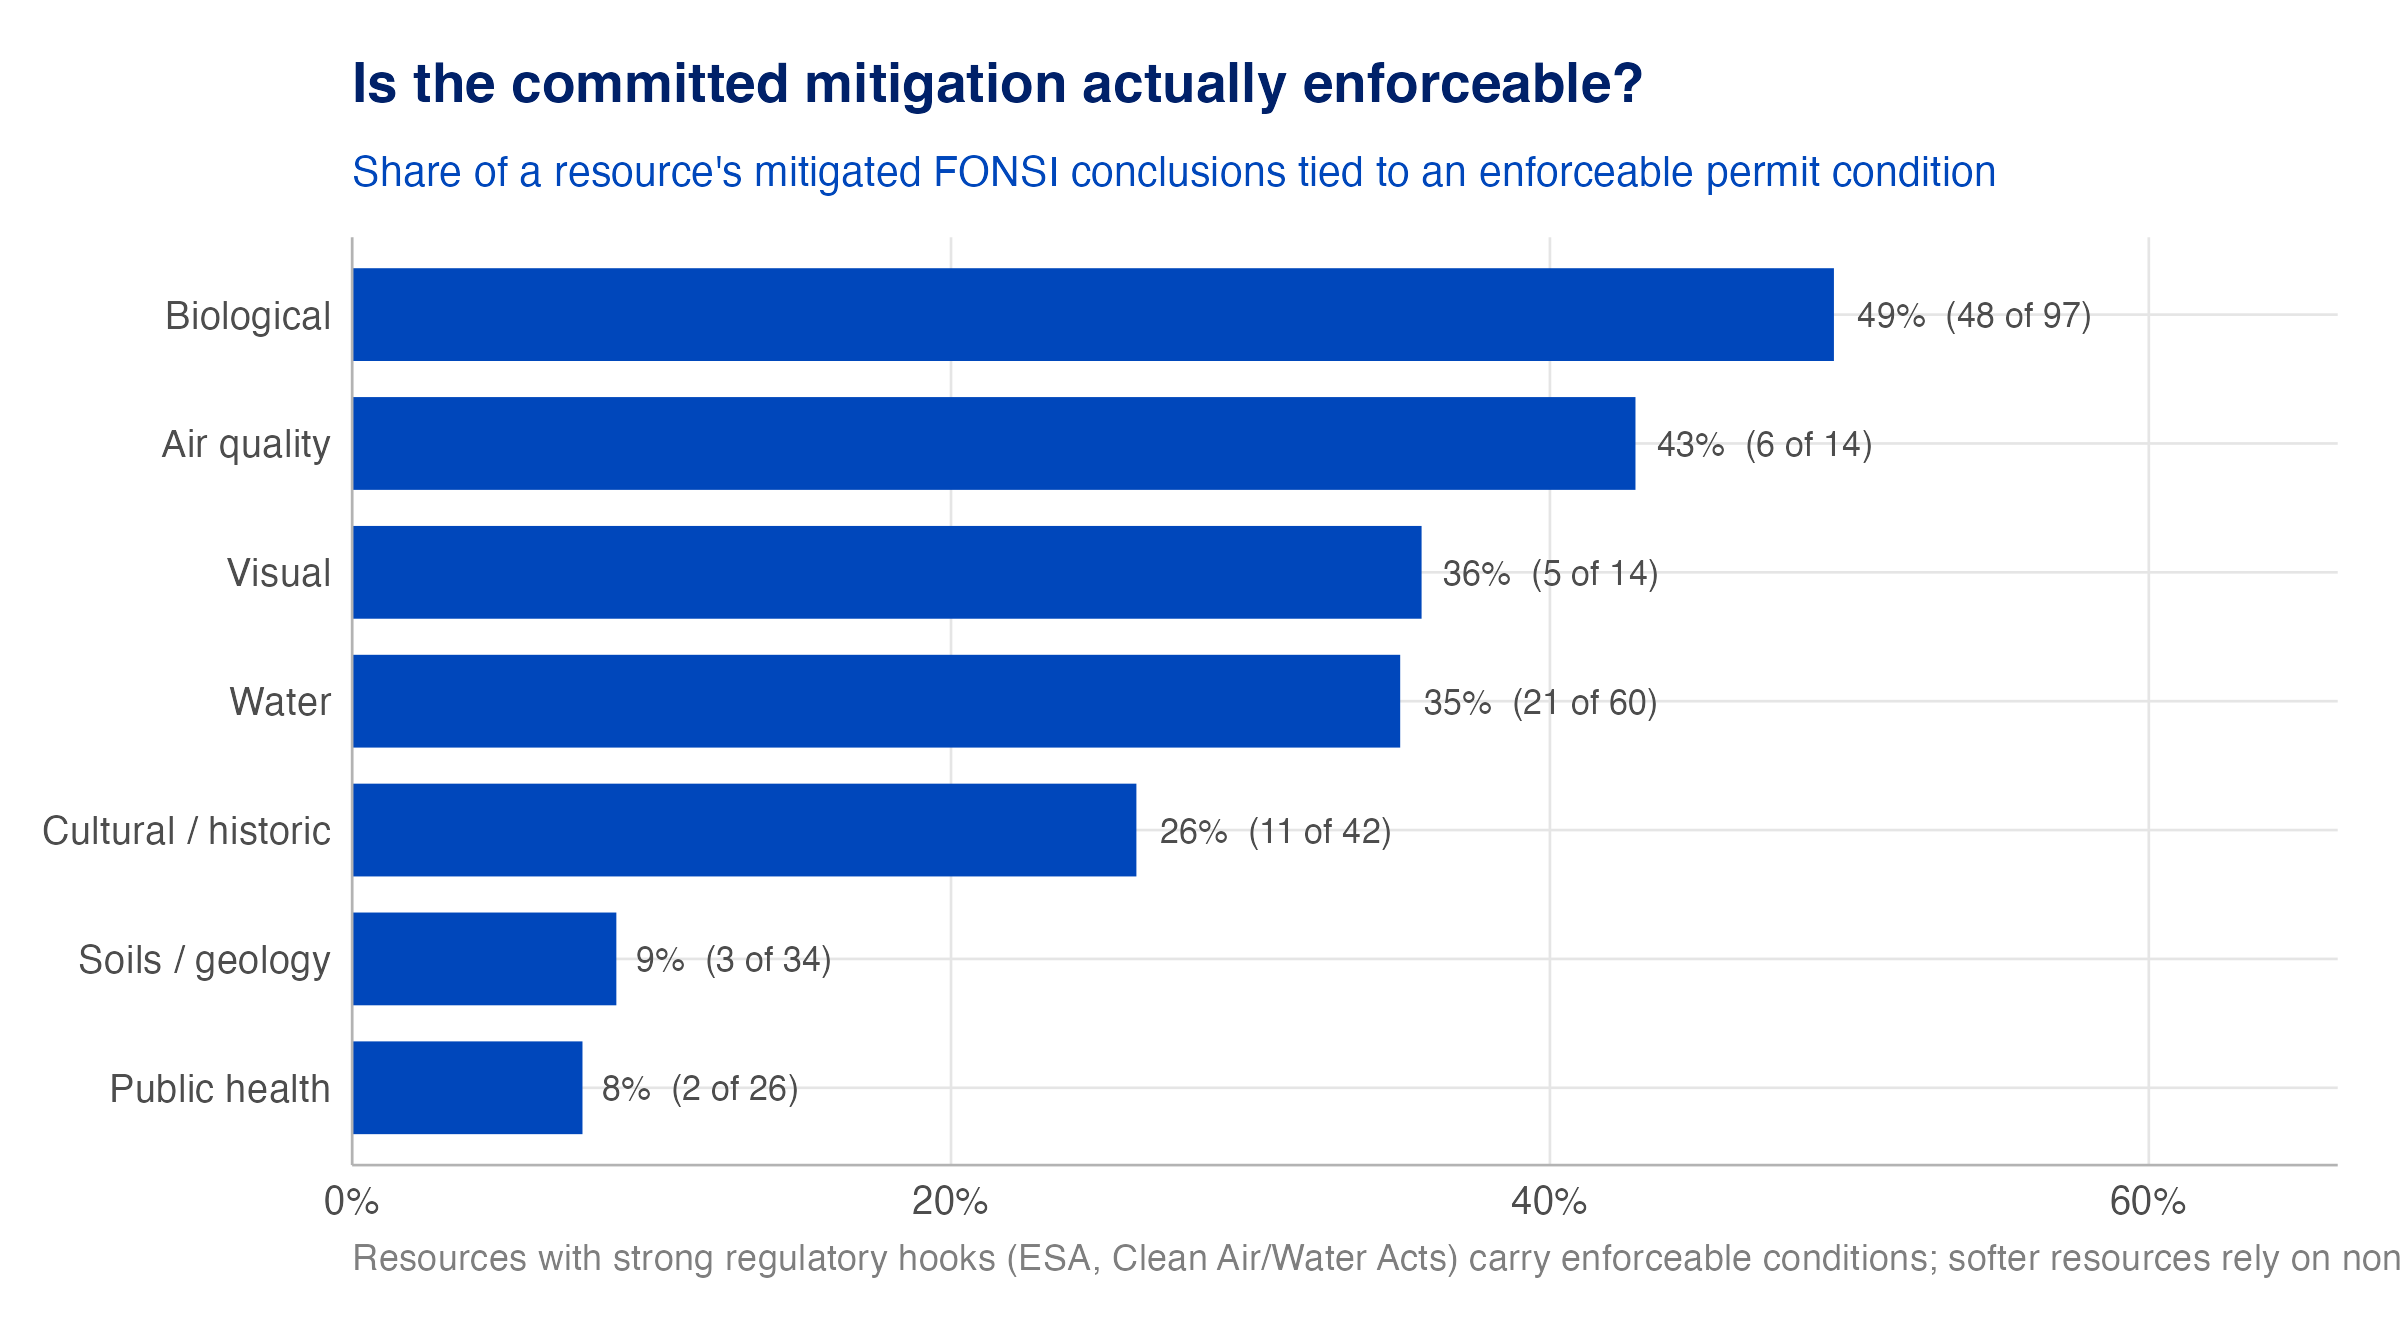 Is the committed mitigation actually enforceable?
Share of a resource's mitigated FONSI conclusions tied to an enforceable permit condition
Biological
49% (48 of 97)
Air quality
43% (6 of 14)
Visual
36% (5 of 14)
Water
35% (21 of 60)
Cultural / historic
26% (11 of 42)
Soils / geology
9% (3 of 34)
Public health
8% (2 of 26)
0% 20% 40% 60%
Resources with strong regulatory hooks (ESA, Clean Air/Water Acts) carry enforceable conditions; softer resources rely on non